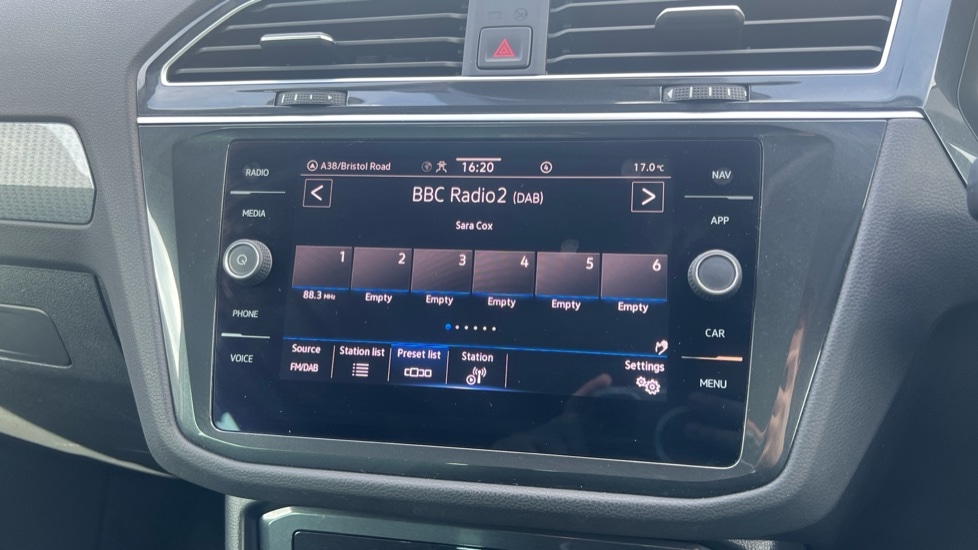 RADIO
MEDIA
PHONE
VOICE
A38/Bristol Road
16:20
17.0°C
BBC Radio2 (DAB)
Sara Cox
1
2
3
4
5
6
88.3 MHz
Empty
Empty
Empty
Empty
Empty
Source
FM/DAB
Station list
Preset list
Station
Settings
NAV
APP
CAR
MENU